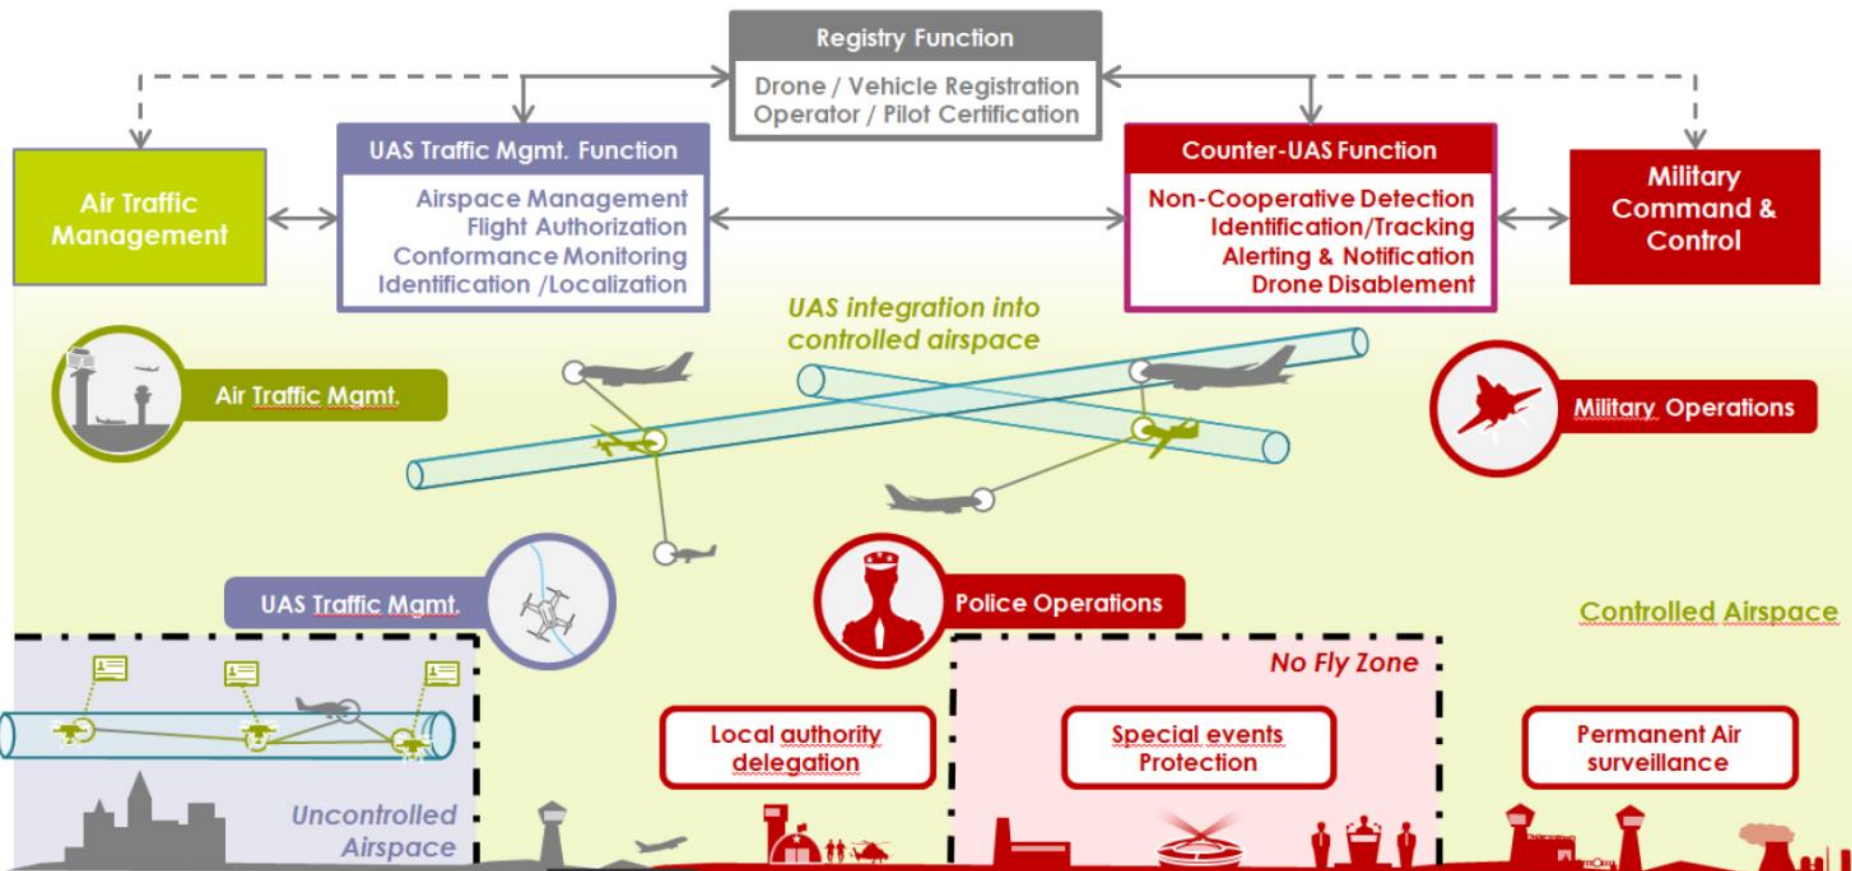 Registry Function
Drone / Vehicle Registration
Operator / Pilot Certification
Air Traffic
Management
UAS Traffic Mgmt. Function
Airspace Management
Flight Authorization
Conformance Monitoring
Identification /Localization
Counter-UAS Function
Non-Cooperative Detection
Identification/Tracking
Alerting & Notification
Drone Disablement
Military
Command &
Control
UAS integration into
controlled airspace
Air Traffic Mgmt.
Military Operations
UAS Traffic Mgmt.
Police Operations
Controlled Airspace
No Fly Zone
Local authority
delegation
Special events
Protection
Permanent Air
surveillance
Uncontrolled
Airspace